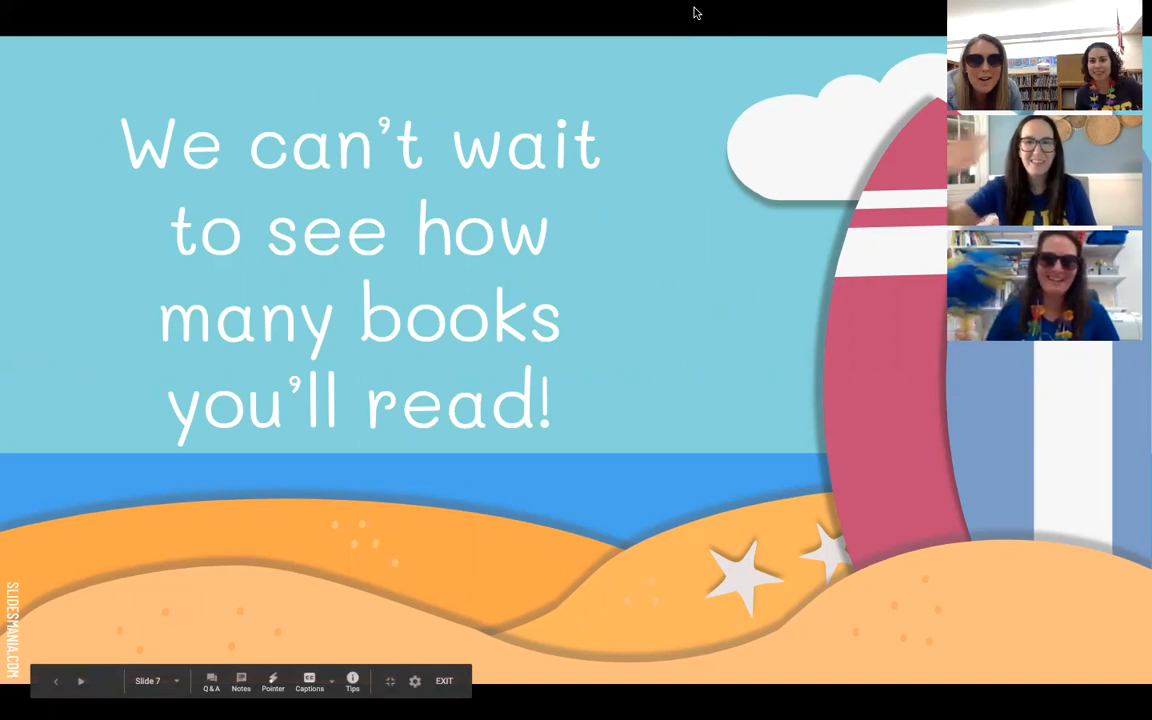 We can't wait
to see how
many books
you'll read!
SLIDESMANIA.COM
Slide 7
Q&A Notes Pointer Captions Tips EXIT